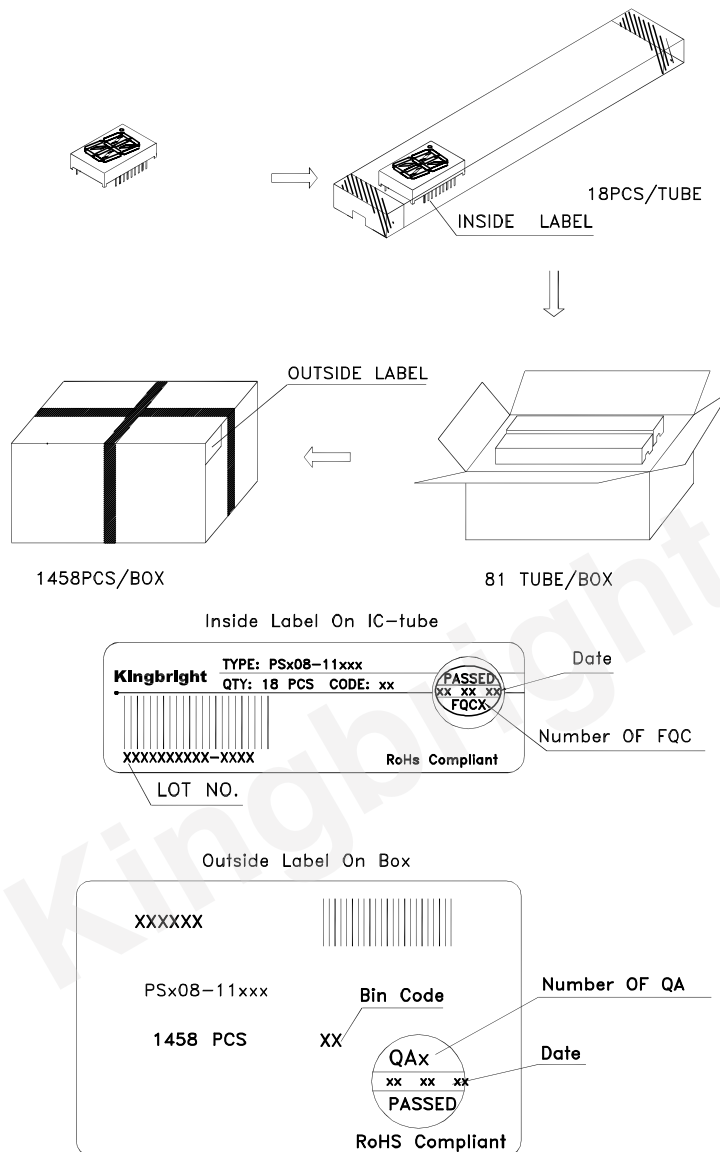 18PCS/TUBE
INSIDE LABEL
OUTSIDE LABEL
1458PCS/BOX
81 TUBE/BOX
Inside Label On IC-tube
Kingbright
TYPE: PSx08-11xxx
QTY: 18 PCS CODE: xx
PASSED
xx xx xx
FQCX
Date
Number OF FQC
XXXXXXXXXX-XXXX
RoHs Compliant
LOT NO.
Outside Label On Box
XXXXXX
PSx08-11xxx
Bin Code
Number OF QA
1458 PCS
XX
QAx
xx xx xx
Date
PASSED
RoHS Compliant
Kingbright